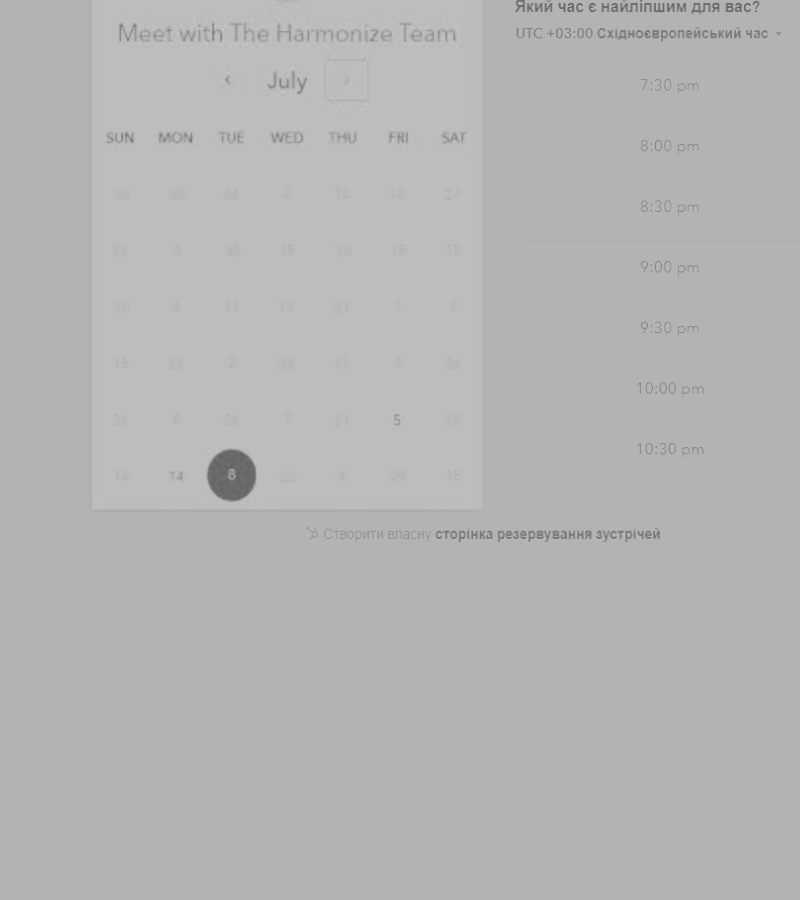 Meet with The Harmonize Team
July
SUN MON TUE WED THU FRI SAT
30 30 26 2 12 12 27
25 3 30 15 10 15 15
10 4 13 12 21 1 7
15 25 2 25 11 9 26
26 8 26 7 21 5 25
14 8 22 4 29 15
Який час є найліпшим для вас?
UTC +03:00 Східноєвропейський час
7:30 pm
8:00 pm
8:30 pm
9:00 pm
9:30 pm
10:00 pm
10:30 pm
Створити власну сторінка резервування зустрічей